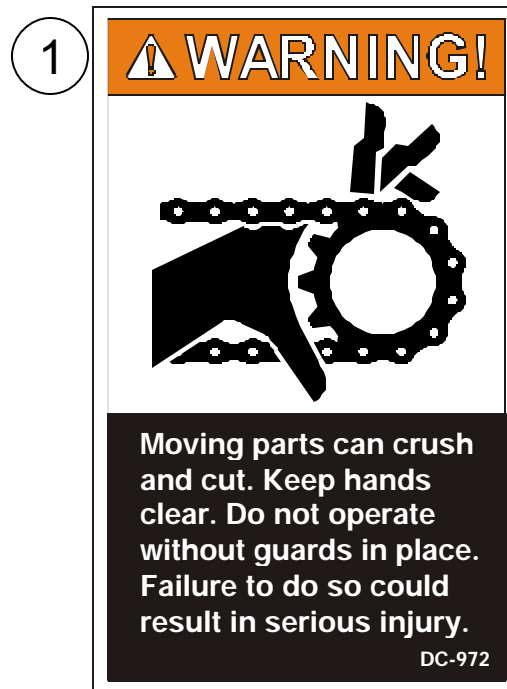 1
WARNING!
Moving parts can crush
and cut. Keep hands
clear. Do not operate
without guards in place.
Failure to do so could
result in serious injury.
DC-972